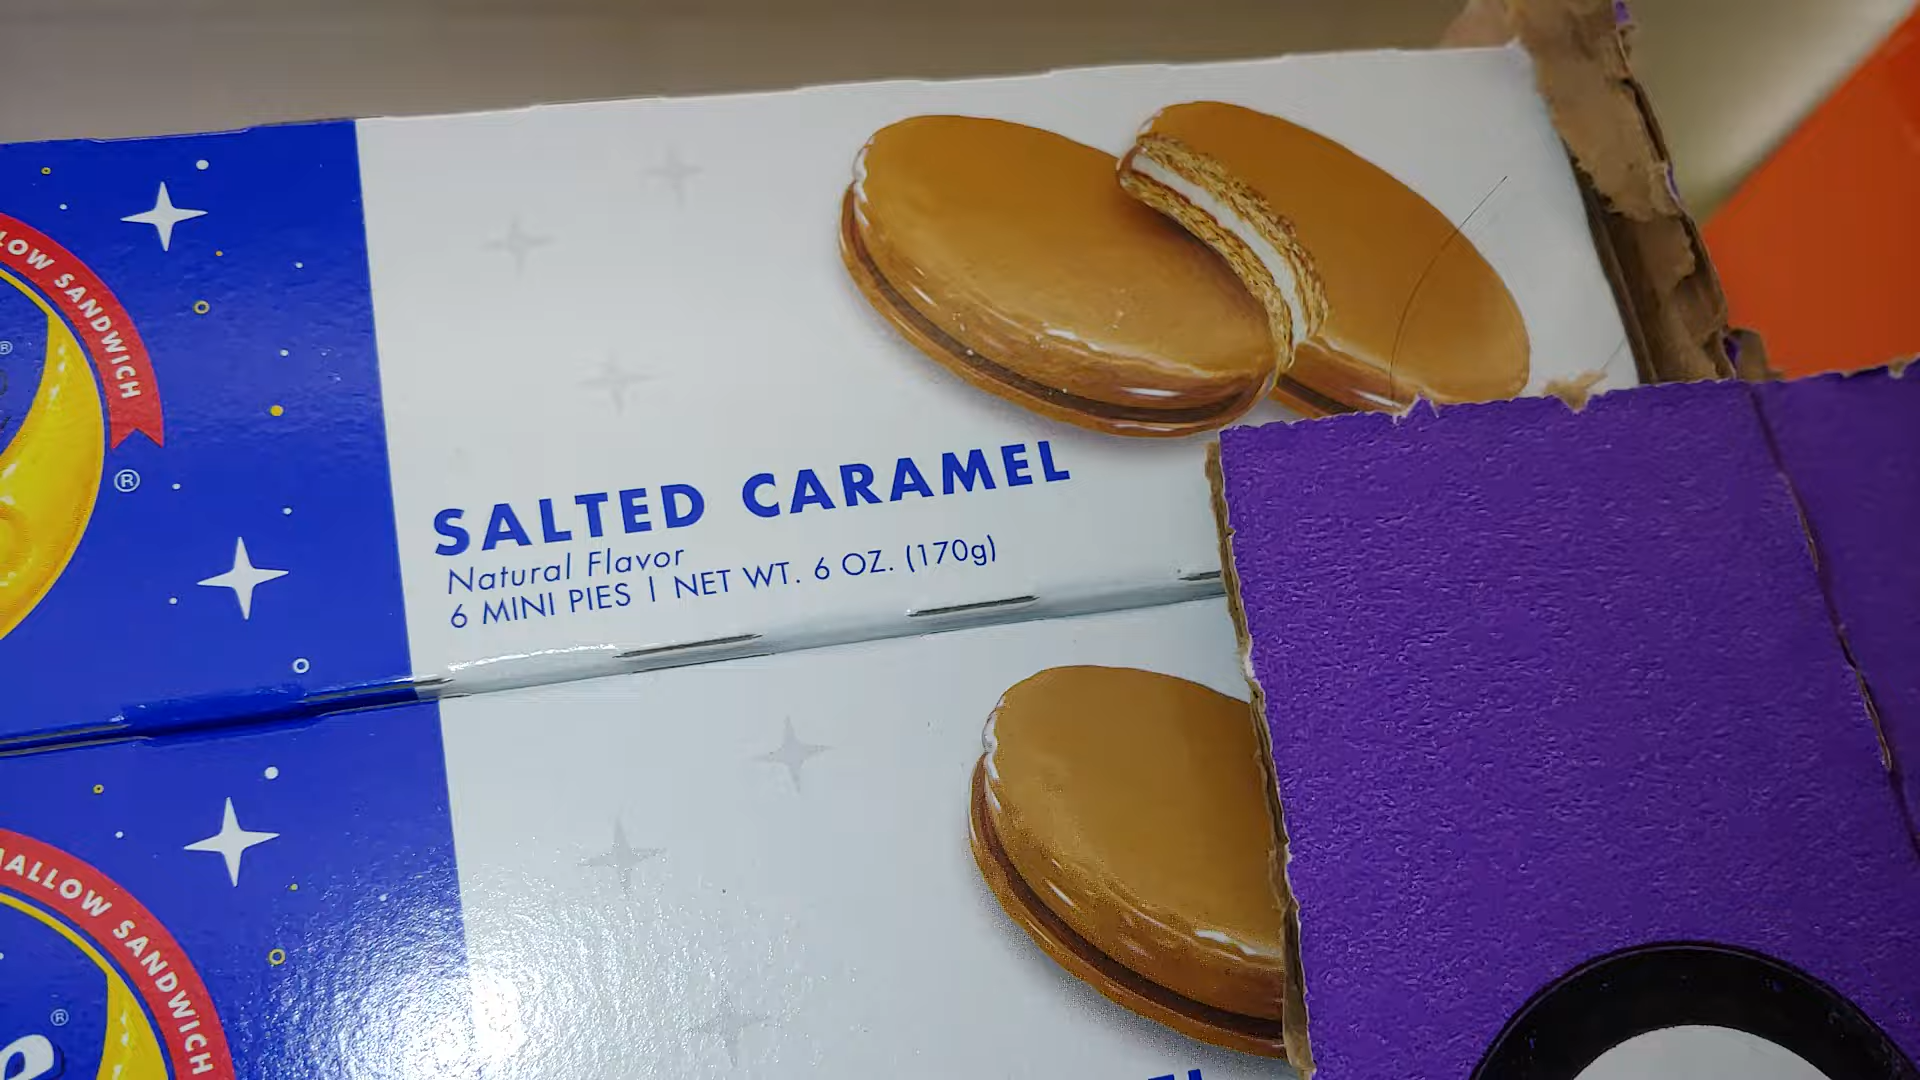 LOW SANDWICH
®
®
SALTED CARAMEL
Natural Flavor
6 MINI PIES | NET WT. 6 OZ. (170g)
ALLOW SANDWICH
®
e